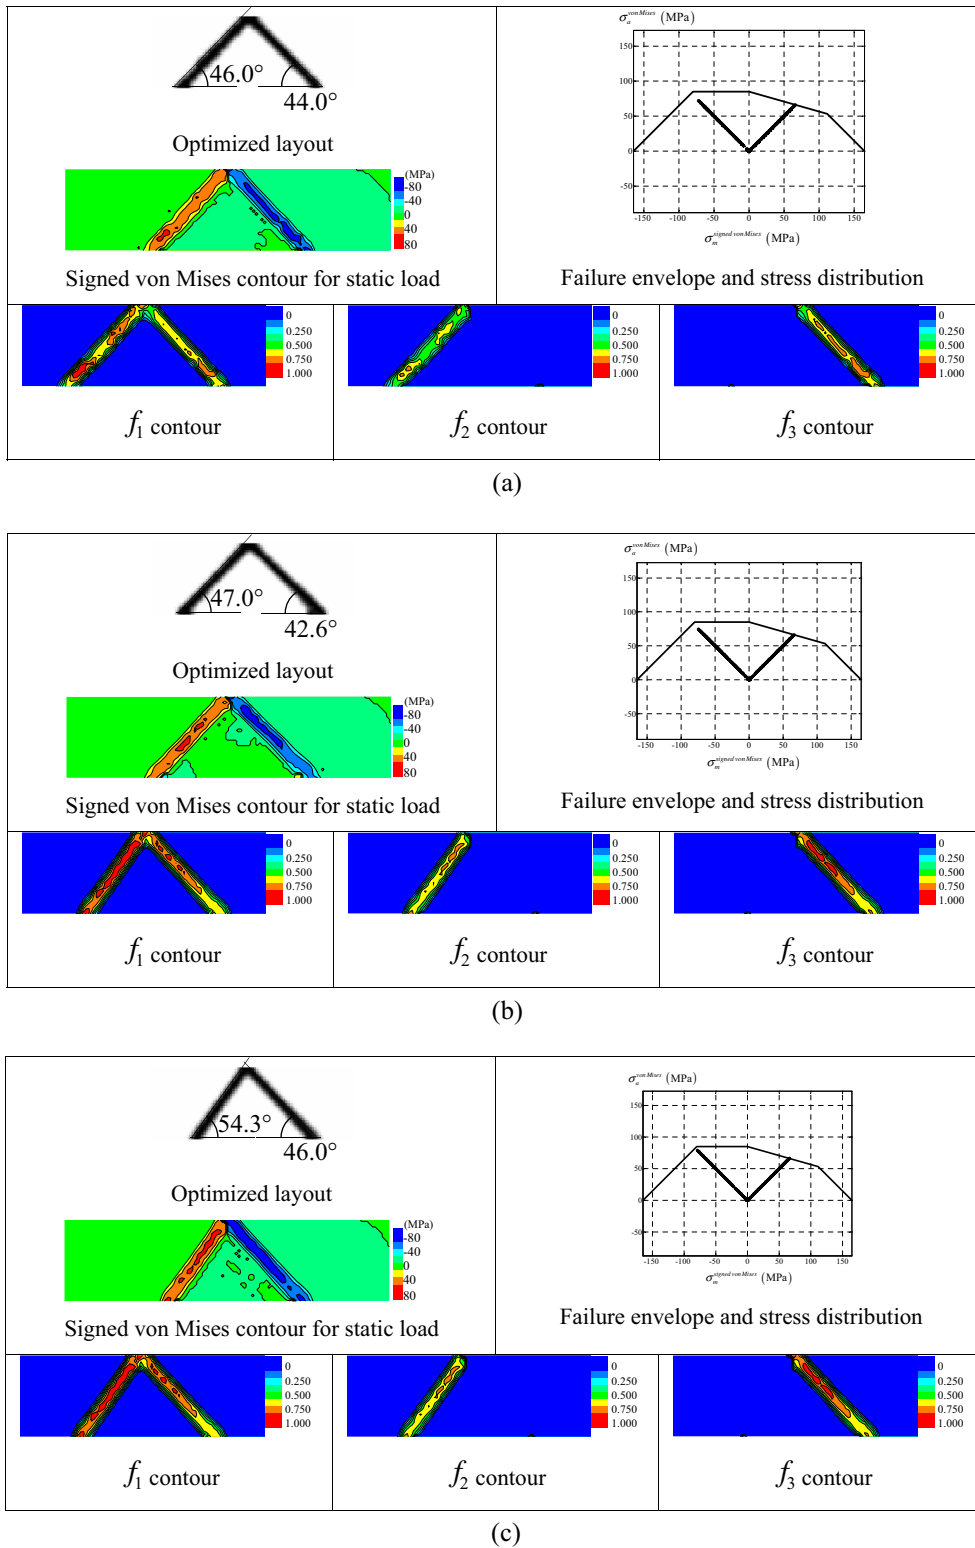 46.0°
44.0°
Optimized layout
(MPa)
-80
-40
0
40
80
Signed von Mises contour for static load
σ_a^{von Mises} (MPa)
150
100
50
0
-50
-150 -100 -50 0 50 100 150
σ_m^{signed von Mises} (MPa)
Failure envelope and stress distribution
0
0.250
0.500
0.750
1.000
f₁ contour
0
0.250
0.500
0.750
1.000
f₂ contour
0
0.250
0.500
0.750
1.000
f₃ contour
(a)
47.0°
42.6°
Optimized layout
(MPa)
-80
-40
0
40
80
Signed von Mises contour for static load
σ_a^{von Mises} (MPa)
150
100
50
0
-50
-150 -100 -50 0 50 100 150
σ_m^{signed von Mises} (MPa)
Failure envelope and stress distribution
0
0.250
0.500
0.750
1.000
f₁ contour
0
0.250
0.500
0.750
1.000
f₂ contour
0
0.250
0.500
0.750
1.000
f₃ contour
(b)
54.3°
46.0°
Optimized layout
(MPa)
-80
-40
0
40
80
Signed von Mises contour for static load
σ_a^{von Mises} (MPa)
150
100
50
0
-50
-150 -100 -50 0 50 100 150
σ_m^{signed von Mises} (MPa)
Failure envelope and stress distribution
0
0.250
0.500
0.750
1.000
f₁ contour
0
0.250
0.500
0.750
1.000
f₂ contour
0
0.250
0.500
0.750
1.000
f₃ contour
(c)